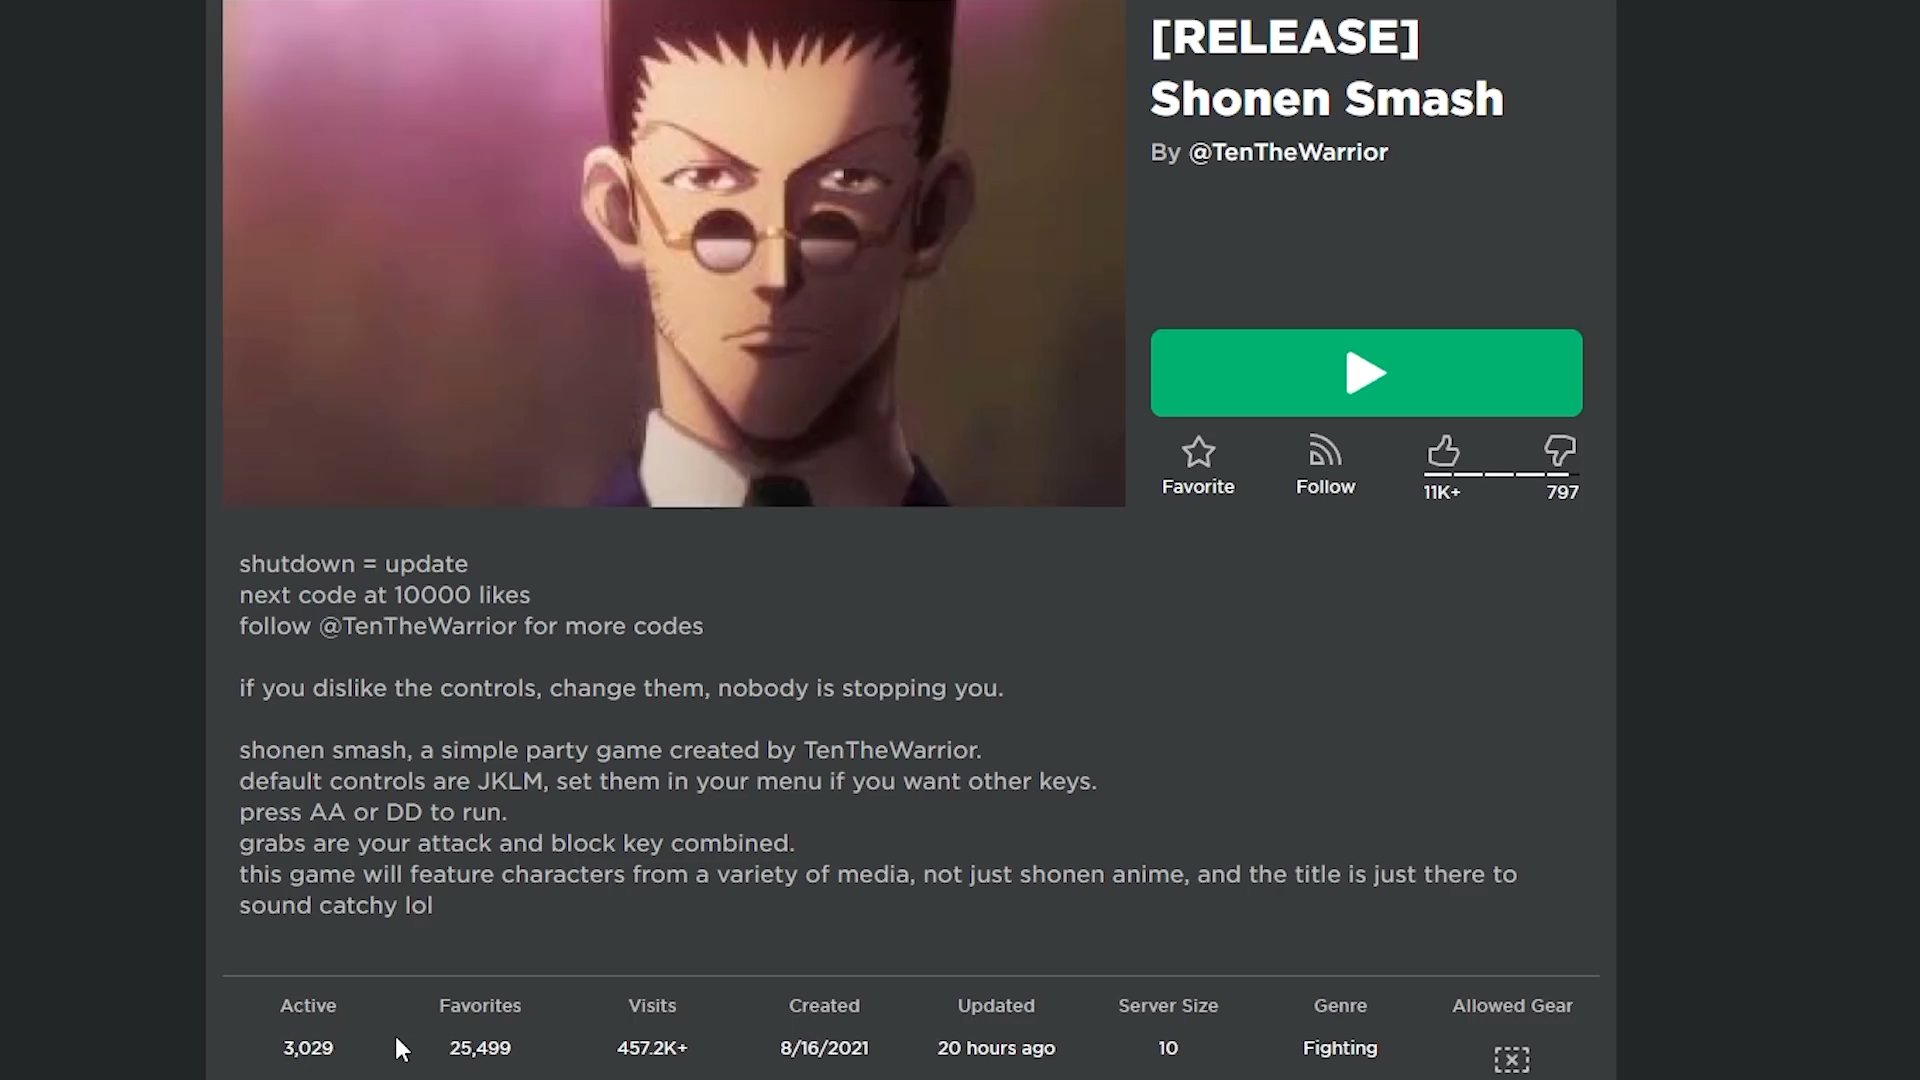 [RELEASE]
Shonen Smash
By @TenTheWarrior
Favorite
Follow
11K+
797
shutdown = update
next code at 10000 likes
follow @TenTheWarrior for more codes
if you dislike the controls, change them, nobody is stopping you.
shonen smash, a simple party game created by TenTheWarrior.
default controls are JKLM, set them in your menu if you want other keys.
press AA or DD to run.
grabs are your attack and block key combined.
this game will feature characters from a variety of media, not just shonen anime, and the title is just there to
sound catchy lol
Active Favorites Visits Created Updated Server Size Genre Allowed Gear
3,029 25,499 457.2K+ 8/16/2021 20 hours ago 10 Fighting